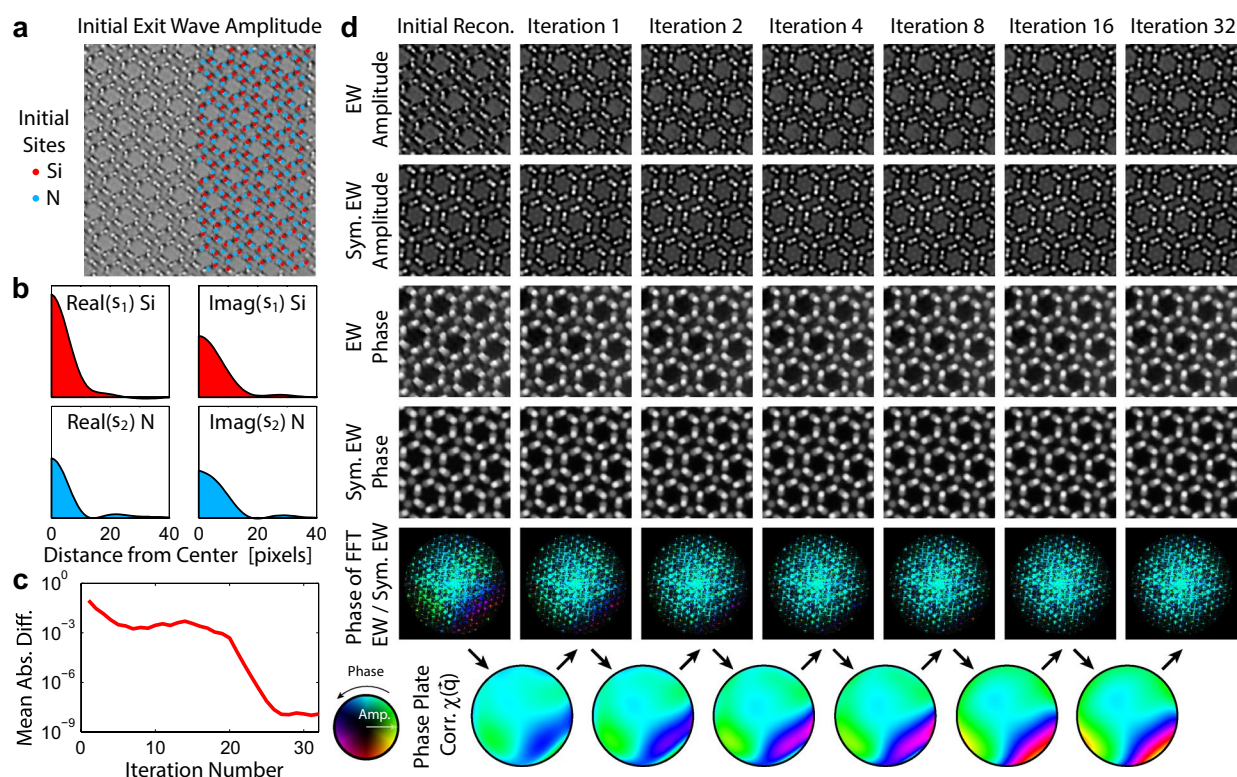 a
Initial Exit Wave Amplitude
Initial
Sites
Si
N
b
Real(s1) Si
Imag(s1) Si
Real(s2) N
Imag(s2) N
0 20 40
0 20 40
Distance from Center [pixels]
c
Mean Abs. Diff.
10^0
10^-3
10^-6
10^-9
0 10 20 30
Iteration Number
d
Initial Recon. Iteration 1 Iteration 2 Iteration 4 Iteration 8 Iteration 16 Iteration 32
EW
Amplitude
Sym. EW
Amplitude
EW
Phase
Sym. EW
Phase
Phase of FFT
EW / Sym. EW
Phase
Amp.
Phase Plate
Corr. χ(q⃗)